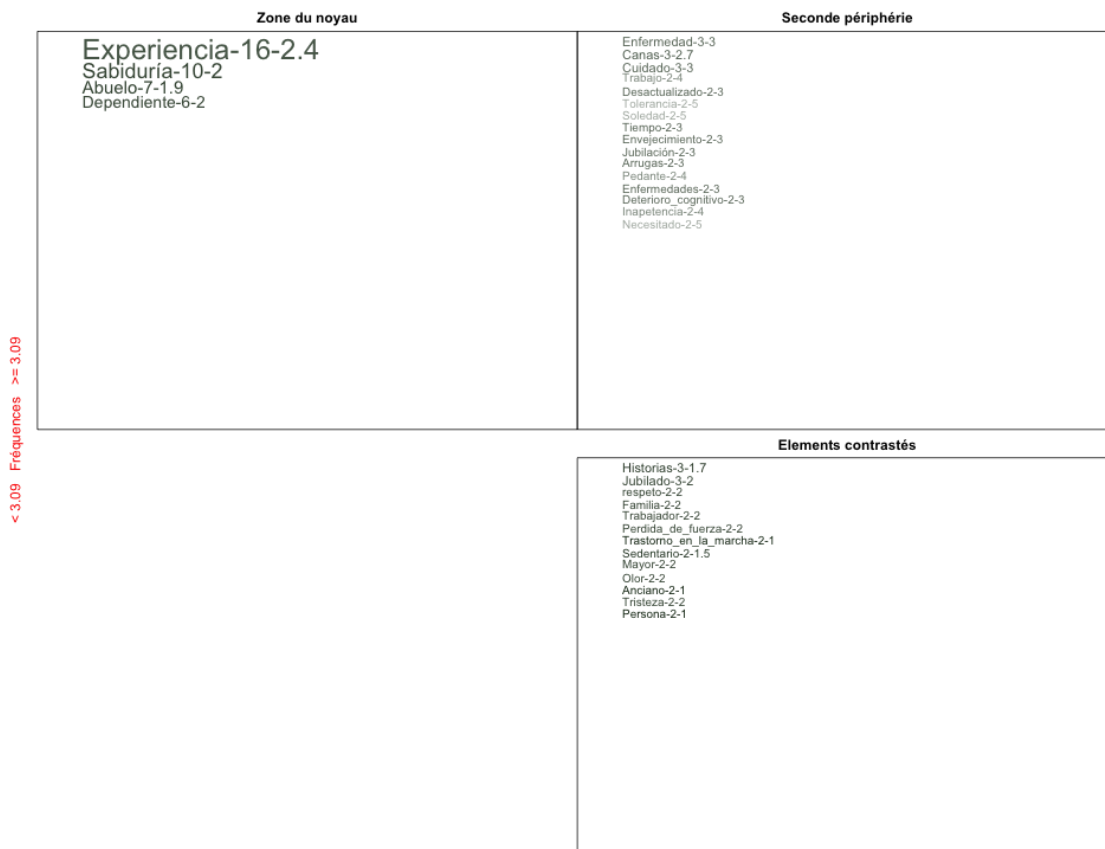 Zone du noyau
Experiencia-16-2.4
Sabiduría-10-2
Abuelo-7-1.9
Dependiente-6-2
Seconde périphérie
Enfermedad-3-3
Canas-3-2.7
Cuidado-3-3
Trabajo-2-4
Desactualizado-2-3
Tolerancia-2-5
Soledad-2-5
Tiempo-2-3
Envejecimiento-2-3
Jubilación-2-3
Arrugas-2-3
Pedante-2-4
Enfermedades-2-3
Deterioro_cognitivo-2-3
Inapetencia-2-4
Necesitado-2-5
< 3.09 Fréquences >= 3.09
Elements contrastés
Historias-3-1.7
Jubilado-3-2
respeto-2-2
Familia-2-2
Trabajador-2-2
Perdida_de_fuerza-2-2
Trastorno_en_la_marcha-2-1
Sedentario-2-1.5
Mayor-2-2
Olor-2-2
Anciano-2-1
Tristeza-2-2
Persona-2-1